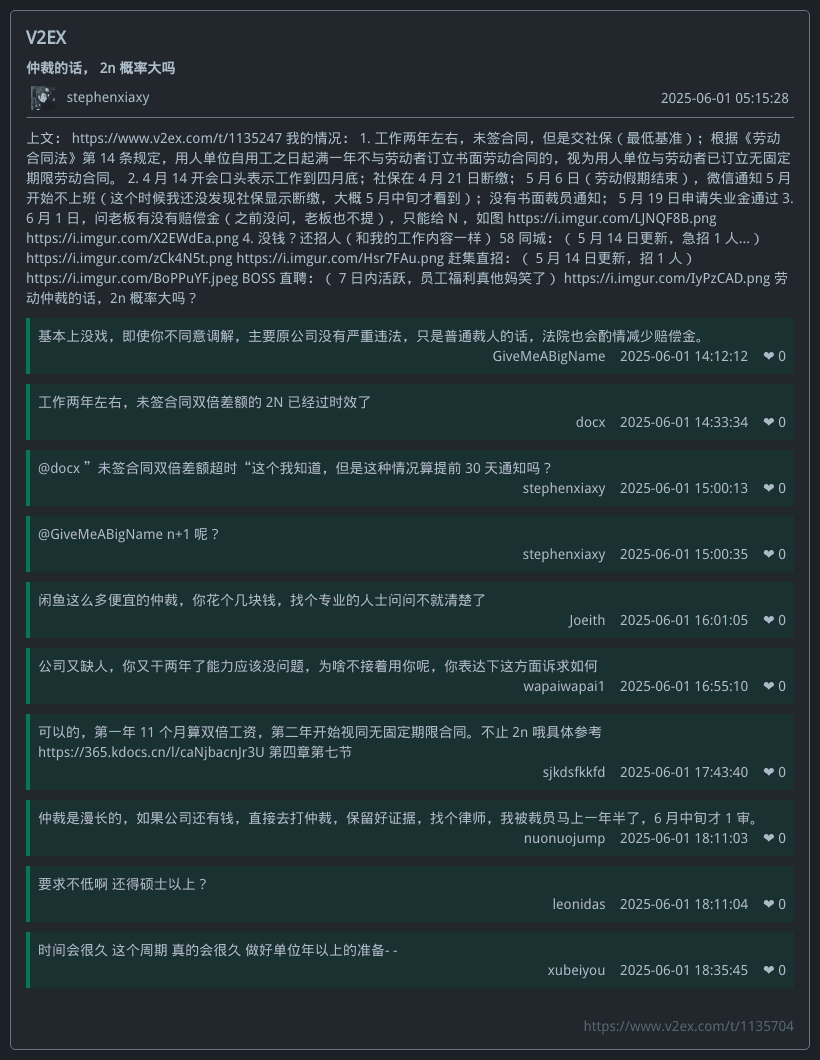 V2EX
仲裁的话， 2n 概率大吗
stephenxiaxy 2025-06-01 05:15:28
上文： https://www.v2ex.com/t/1135247 我的情况： 1. 工作两年左右，未签合同，但是交社保（最低基准）；根据《劳动
合同法》第 14 条规定，用人单位自用工之日起满一年不与劳动者订立书面劳动合同的，视为用人单位与劳动者已订立无固定
期限劳动合同。 2. 4 月 14 开会口头表示工作到四月底；社保在 4 月 21 日断缴； 5 月 6 日（劳动假期结束），微信通知 5 月
开始不上班（这个时候我还没发现社保显示断缴，大概 5 月中旬才看到）；没有书面裁员通知； 5 月 19 日申请失业金通过 3.
6 月 1 日，问老板有没有赔偿金（之前没问，老板也不提），只能给 N ，如图 https://i.imgur.com/LJNQF8B.png
https://i.imgur.com/X2EWdEa.png 4. 没钱？还招人（和我的工作内容一样） 58 同城：（ 5 月 14 日更新，急招 1 人... ）
https://i.imgur.com/zCk4N5t.png https://i.imgur.com/Hsr7FAu.png 赶集直招：（ 5 月 14 日更新，招 1 人 ）
https://i.imgur.com/BoPPuYF.jpeg BOSS 直聘：（ 7 日内活跃，员工福利真他妈笑了） https://i.imgur.com/IyPzCAD.png 劳
动仲裁的话，2n 概率大吗？
基本上没戏，即使你不同意调解，主要原公司没有严重违法，只是普通裁人的话，法院也会酌情减少赔偿金。
GiveMeABigName 2025-06-01 14:12:12 ❤ 0
工作两年左右，未签合同双倍差额的 2N 已经过时效了
docx 2025-06-01 14:33:34 ❤ 0
@docx ”未签合同双倍差额超时“这个我知道，但是这种情况算提前 30 天通知吗？
stephenxiaxy 2025-06-01 15:00:13 ❤ 0
@GiveMeABigName n+1 呢？
stephenxiaxy 2025-06-01 15:00:35 ❤ 0
闲鱼这么多便宜的仲裁，你花个几块钱，找个专业的人士问问不就清楚了
Joeith 2025-06-01 16:01:05 ❤ 0
公司又缺人，你又干两年了能力应该没问题，为啥不接着用你呢，你表达下这方面诉求如何
wapaiwapai1 2025-06-01 16:55:10 ❤ 0
可以的，第一年 11 个月算双倍工资，第二年开始视同无固定期限合同。不止 2n 哦具体参考
https://365.kdocs.cn/l/caNjbacnJr3U 第四章第七节
sjkdsfkkfd 2025-06-01 17:43:40 ❤ 0
仲裁是漫长的，如果公司还有钱，直接去打仲裁，保留好证据，找个律师，我被裁员马上一年半了，6 月中旬才 1 审。
nuonuojump 2025-06-01 18:11:03 ❤ 0
要求不低啊 还得硕士以上？
leonidas 2025-06-01 18:11:04 ❤ 0
时间会很久 这个周期 真的会很久 做好单位年以上的准备- -
xubeiyou 2025-06-01 18:35:45 ❤ 0
https://www.v2ex.com/t/1135704